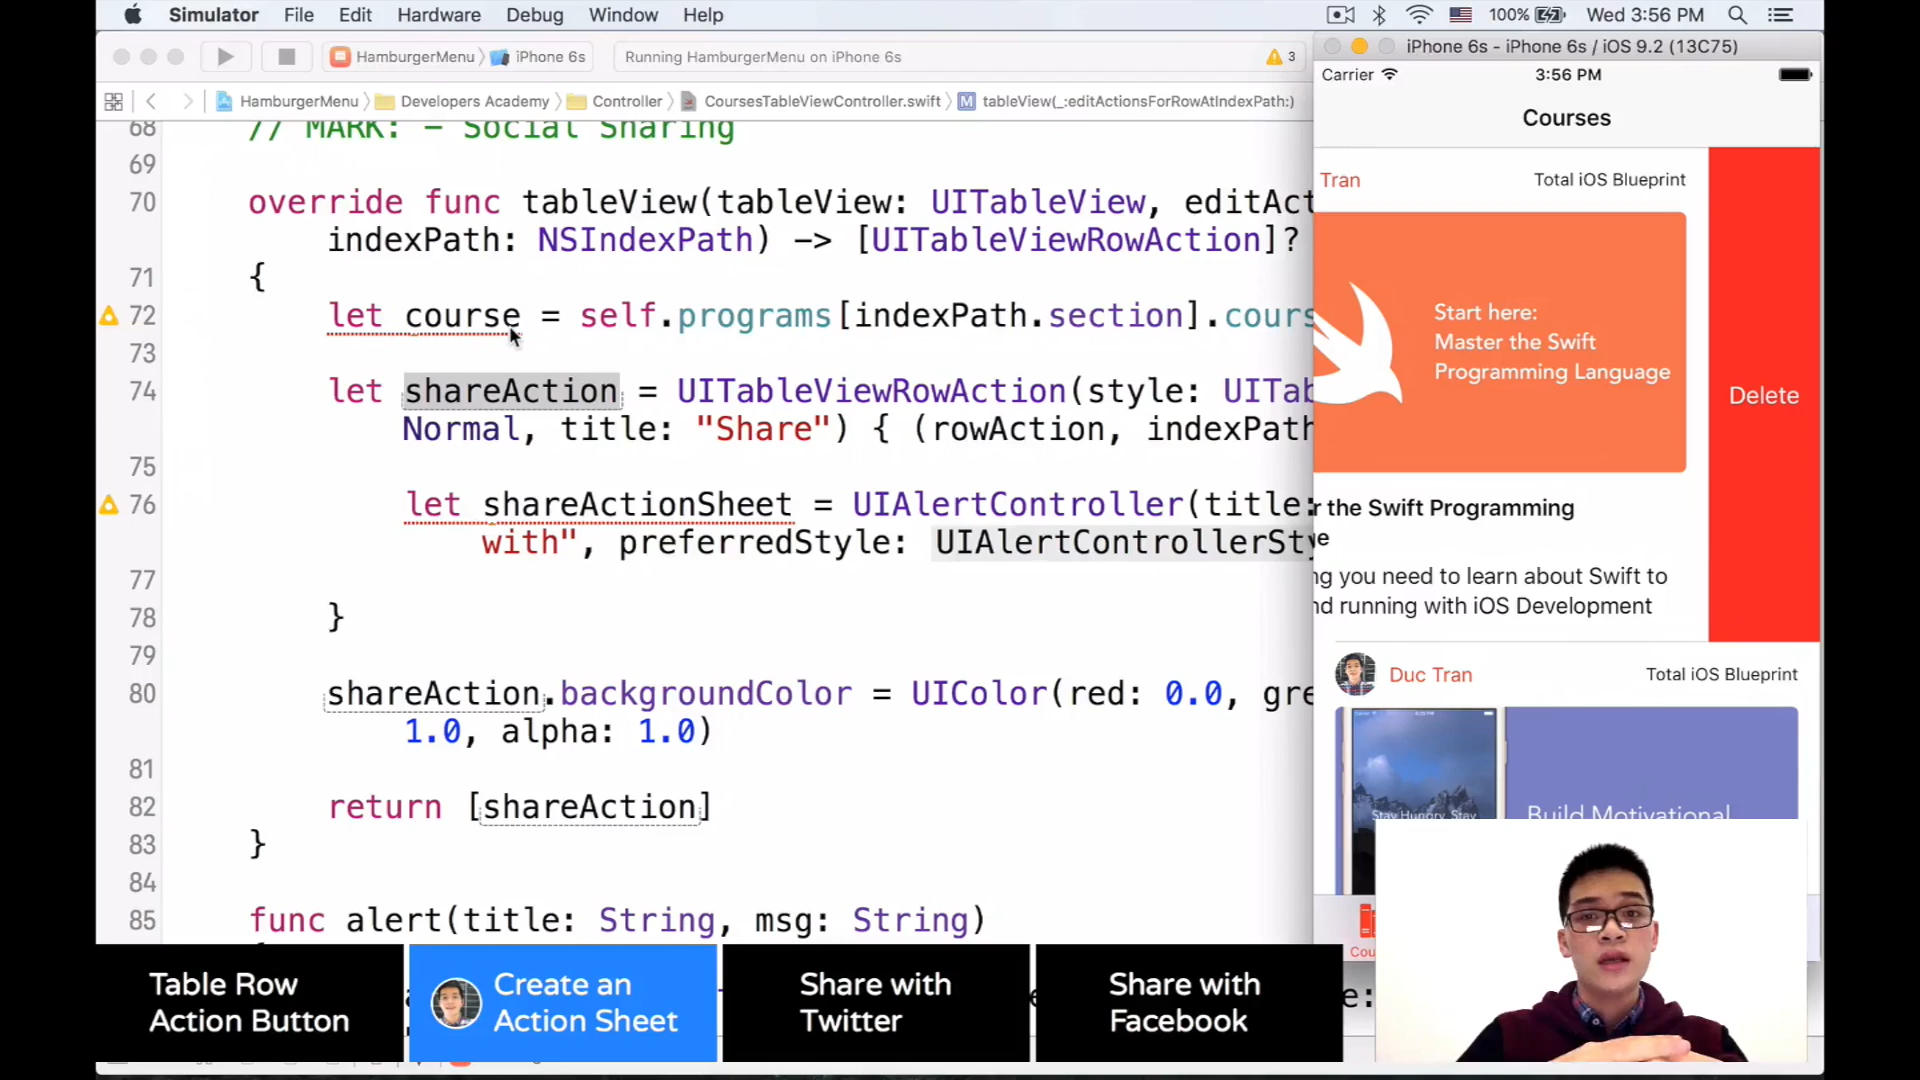 Simulator File Edit Hardware Debug Window Help
100% Wed 3:56 PM
HamburgerMenu iPhone 6s
Running HamburgerMenu on iPhone 6s
3
HamburgerMenu Developers Academy Controller CoursesTableViewController.swift M tableView(_:editActionsForRowAtIndexPath:)
68 // MARK: - Social Sharing
69
70 override func tableView(tableView: UITableView, editAct
indexPath: NSIndexPath) -> [UITableViewRowAction]?
71 {
72 let course = self.programs[indexPath.section].cours
73
74 let shareAction = UITableViewRowAction(style: UITab
Normal, title: "Share") { (rowAction, indexPath
75
76 let shareActionSheet = UIAlertController(title:
with", preferredStyle: UIAlertControllerSty
77
78 }
79
80 shareAction.backgroundColor = UIColor(red: 0.0, gre
1.0, alpha: 1.0)
81
82 return [shareAction]
83 }
84
85 func alert(title: String, msg: String)
iPhone 6s - iPhone 6s / iOS 9.2 (13C75)
Carrier 3:56 PM
Courses
Tran Total iOS Blueprint
Start here:
Master the Swift
Programming Language
Delete
r the Swift Programming
e
ng you need to learn about Swift to
nd running with iOS Development
Duc Tran Total iOS Blueprint
Stay Hungry. Stay
Build Motivational
Cou
Table Row
Action Button
Create an
Action Sheet
Share with
Twitter
Share with
Facebook